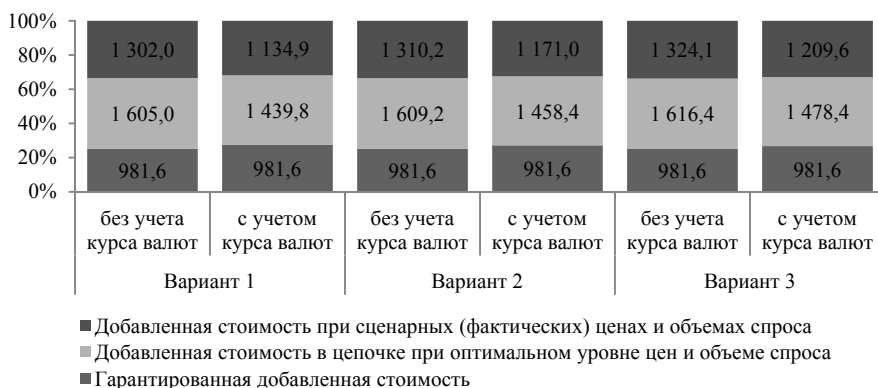 100%
1 302,0 1 134,9 1 310,2 1 171,0 1 324,1 1 209,6
80%
60%
1 605,0 1 439,8 1 609,2 1 458,4 1 616,4 1 478,4
40%
20%
981,6 981,6 981,6 981,6 981,6 981,6
0%
без учета с учетом без учета с учетом без учета с учетом
курса валют курса валют курса валют курса валют курса валют курса валют
Вариант 1 Вариант 2 Вариант 3
Добавленная стоимость при сценарных (фактических) ценах и объемах спроса
Добавленная стоимость в цепочке при оптимальном уровне цен и объеме спроса
Гарантированная добавленная стоимость